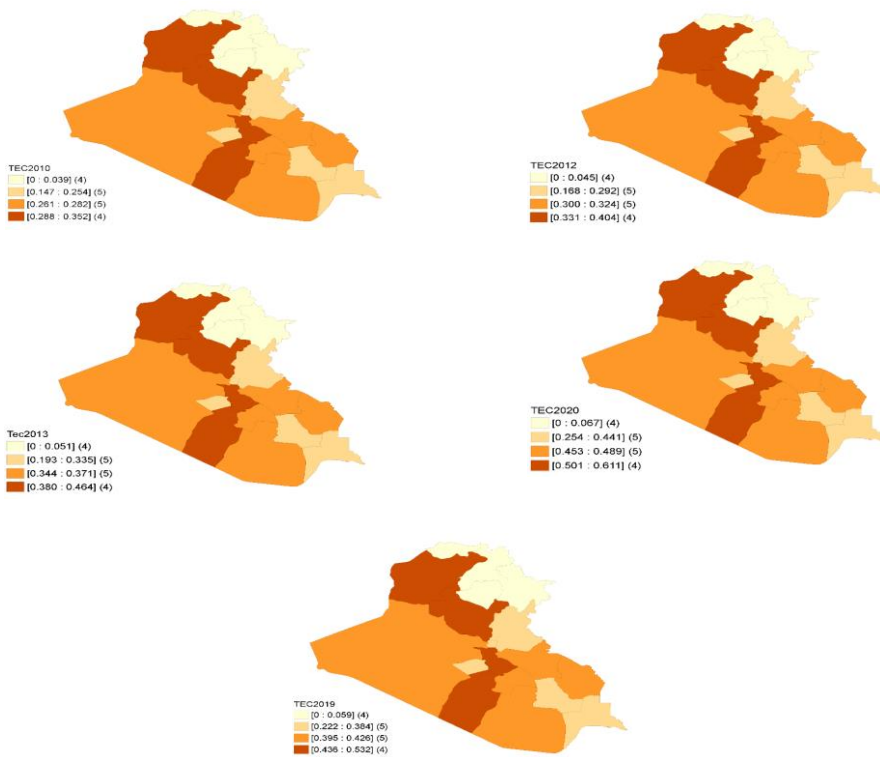 TEC2010
[0 : 0.039] (4)
[0.147 : 0.254] (5)
[0.261 : 0.282] (5)
[0.288 : 0.352] (4)
TEC2012
[0 : 0.045] (4)
[0.168 : 0.292] (5)
[0.300 : 0.324] (5)
[0.331 : 0.404] (4)
Tec2013
[0 : 0.051] (4)
[0.193 : 0.335] (5)
[0.344 : 0.371] (5)
[0.380 : 0.464] (4)
TEC2020
[0 : 0.067] (4)
[0.254 : 0.441] (5)
[0.453 : 0.489] (5)
[0.501 : 0.611] (4)
TEC2019
[0 : 0.059] (4)
[0.222 : 0.384] (5)
[0.395 : 0.426] (5)
[0.436 : 0.532] (4)